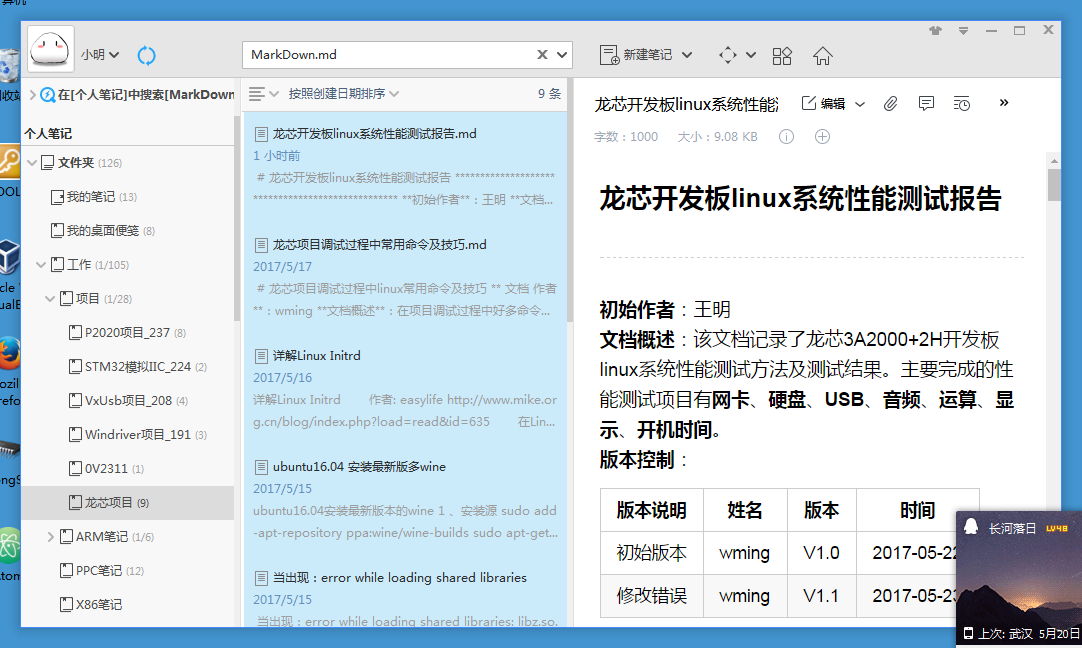 算机
小明
MarkDown.md
新建笔记
在[个人笔记]中搜索[MarkDown
个人笔记
文件夹 (126)
我的笔记 (13)
我的桌面便笺 (8)
工作 (1/105)
项目 (1/28)
P2020项目_237 (8)
STM32模拟IIC_224 (2)
VxUsb项目_208 (4)
Windriver项目_191 (3)
0V2311 (1)
龙芯项目 (9)
ARM笔记 (1/6)
PPC笔记 (12)
X86笔记
按照创建日期排序
9 条
龙芯开发板linux系统性能测试报告.md
1 小时前
# 龙芯开发板linux系统性能测试报告 ********************
***************************** **初始作者**：王明 **文档...
龙芯项目调试过程中常用命令及技巧.md
2017/5/17
# 龙芯项目调试过程中linux常用命令及技巧 ** 文档 作者
**：wming **文档概述**：在项目调试过程中好多命令...
详解Linux Initrd
2017/5/16
详解Linux Initrd 作者: easylife http://www.mike.or
g.cn/blog/index.php?load=read&id=635 在Lin...
ubuntu16.04 安装最新版多wine
2017/5/15
ubuntu16.04安装最新版本的wine 1 、安装源 sudo add
-apt-repository ppa:wine/wine-builds sudo apt-get...
当出现：error while loading shared libraries
2017/5/15
当出现：error while loading shared libraries: libz.so.
龙芯开发板linux系统性能
编辑
字数：1000 大小：9.08 KB
龙芯开发板linux系统性能测试报告
初始作者：王明
文档概述：该文档记录了龙芯3A2000+2H开发板
linux系统性能测试方法及测试结果。主要完成的性
能测试项目有网卡、硬盘、USB、音频、运算、显
示、开机时间。
版本控制：
版本说明 姓名 版本 时间
初始版本 wming V1.0 2017-05-22
修改错误 wming V1.1 2017-05-23
长河落日 LV48
上次: 武汉 5月20日